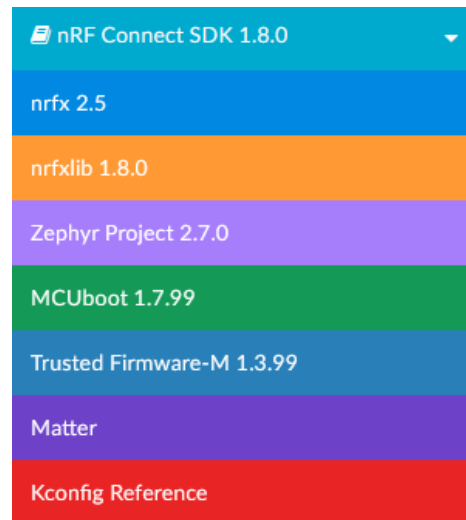 nRF Connect SDK 1.8.0
nrfx 2.5
nrfxlib 1.8.0
Zephyr Project 2.7.0
MCUboot 1.7.99
Trusted Firmware-M 1.3.99
Matter
Kconfig Reference